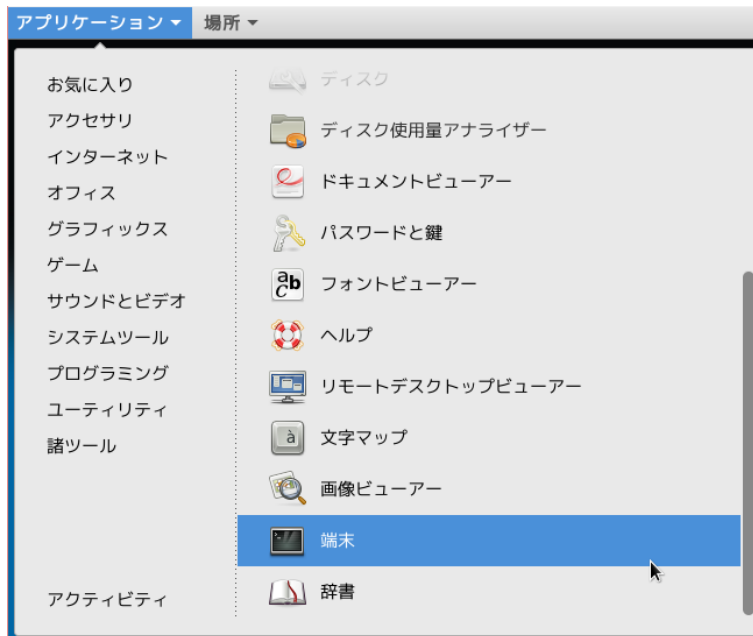 アプリケーション
場所
お気に入り
アクセサリ
インターネット
オフィス
グラフィックス
ゲーム
サウンドとビデオ
システムツール
プログラミング
ユーティリティ
諸ツール
アクティビティ
ディスク
ディスク使用量アナライザー
ドキュメントビューアー
パスワードと鍵
フォントビューアー
ヘルプ
リモートデスクトップビューアー
文字マップ
画像ビューアー
端末
辞書